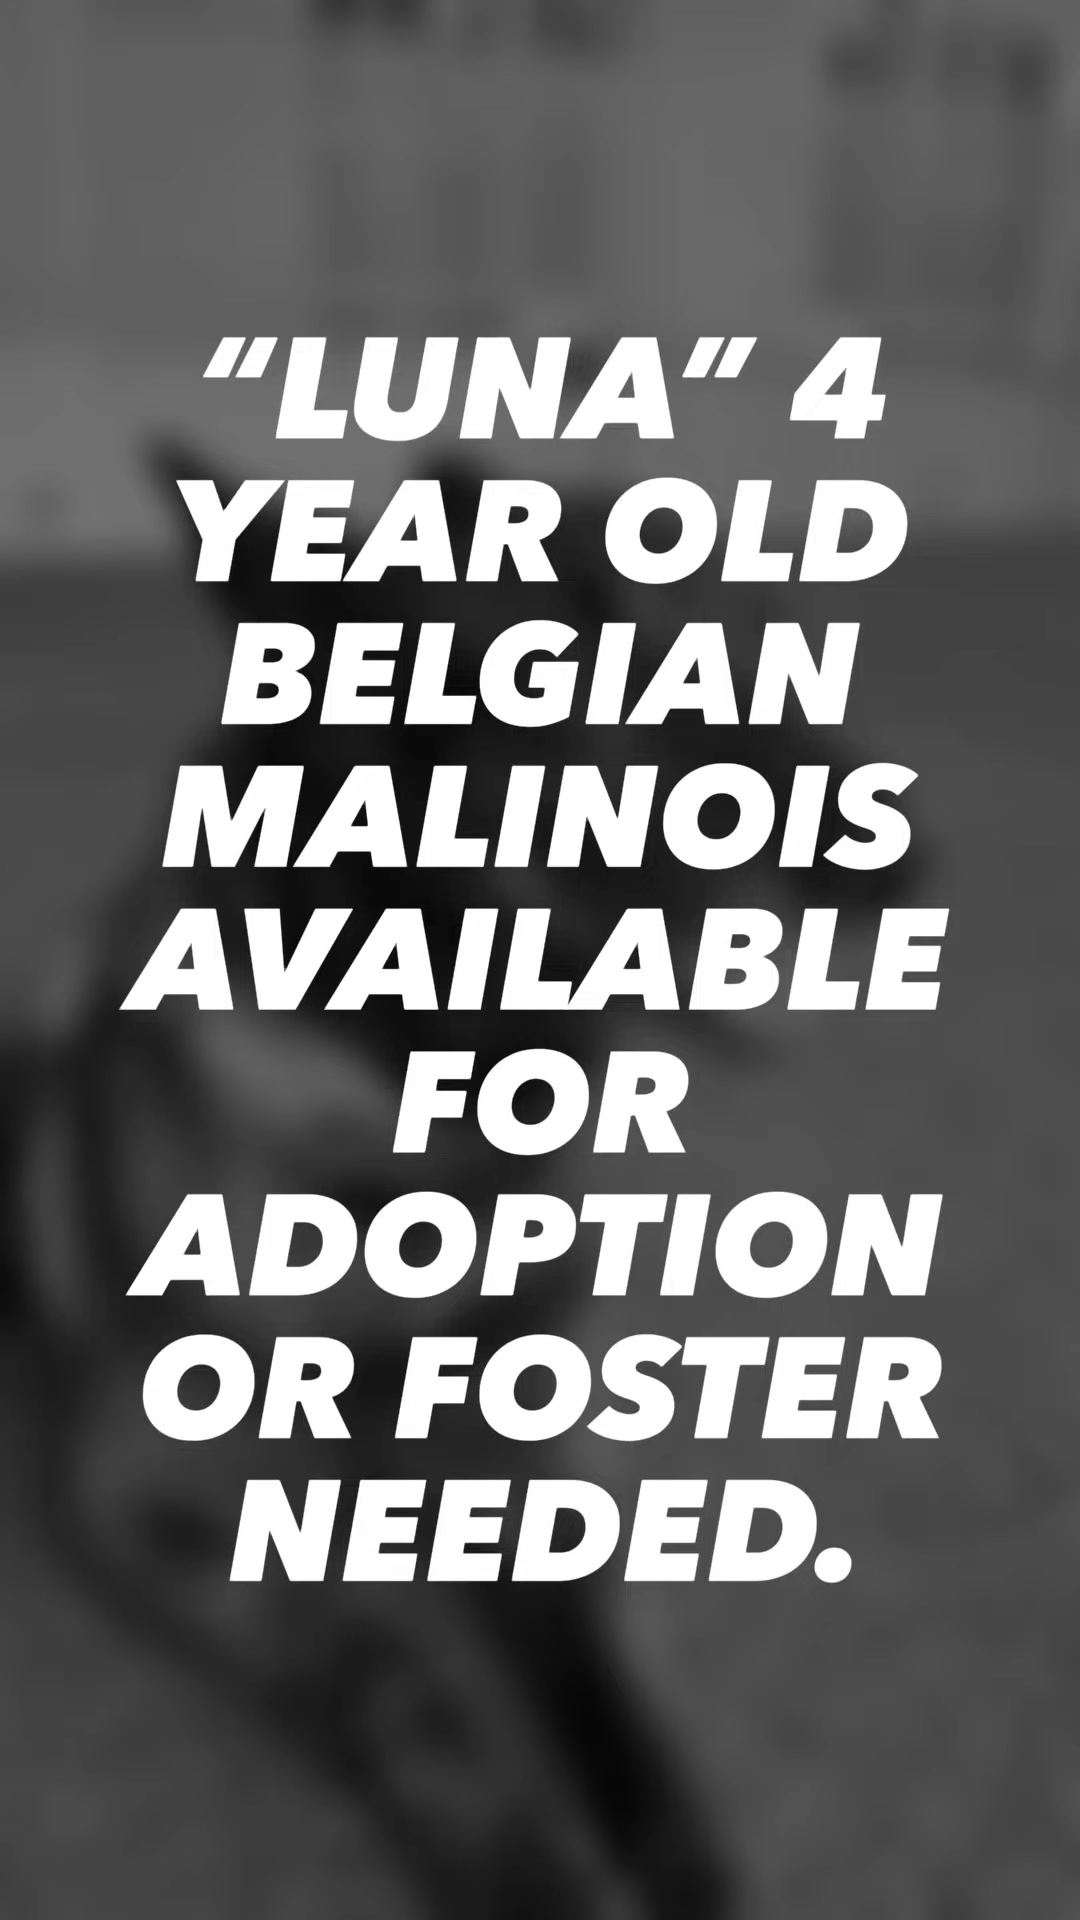 “LUNA” 4
YEAR OLD
BELGIAN
MALINOIS
AVAILABLE
FOR
ADOPTION
OR FOSTER
NEEDED.